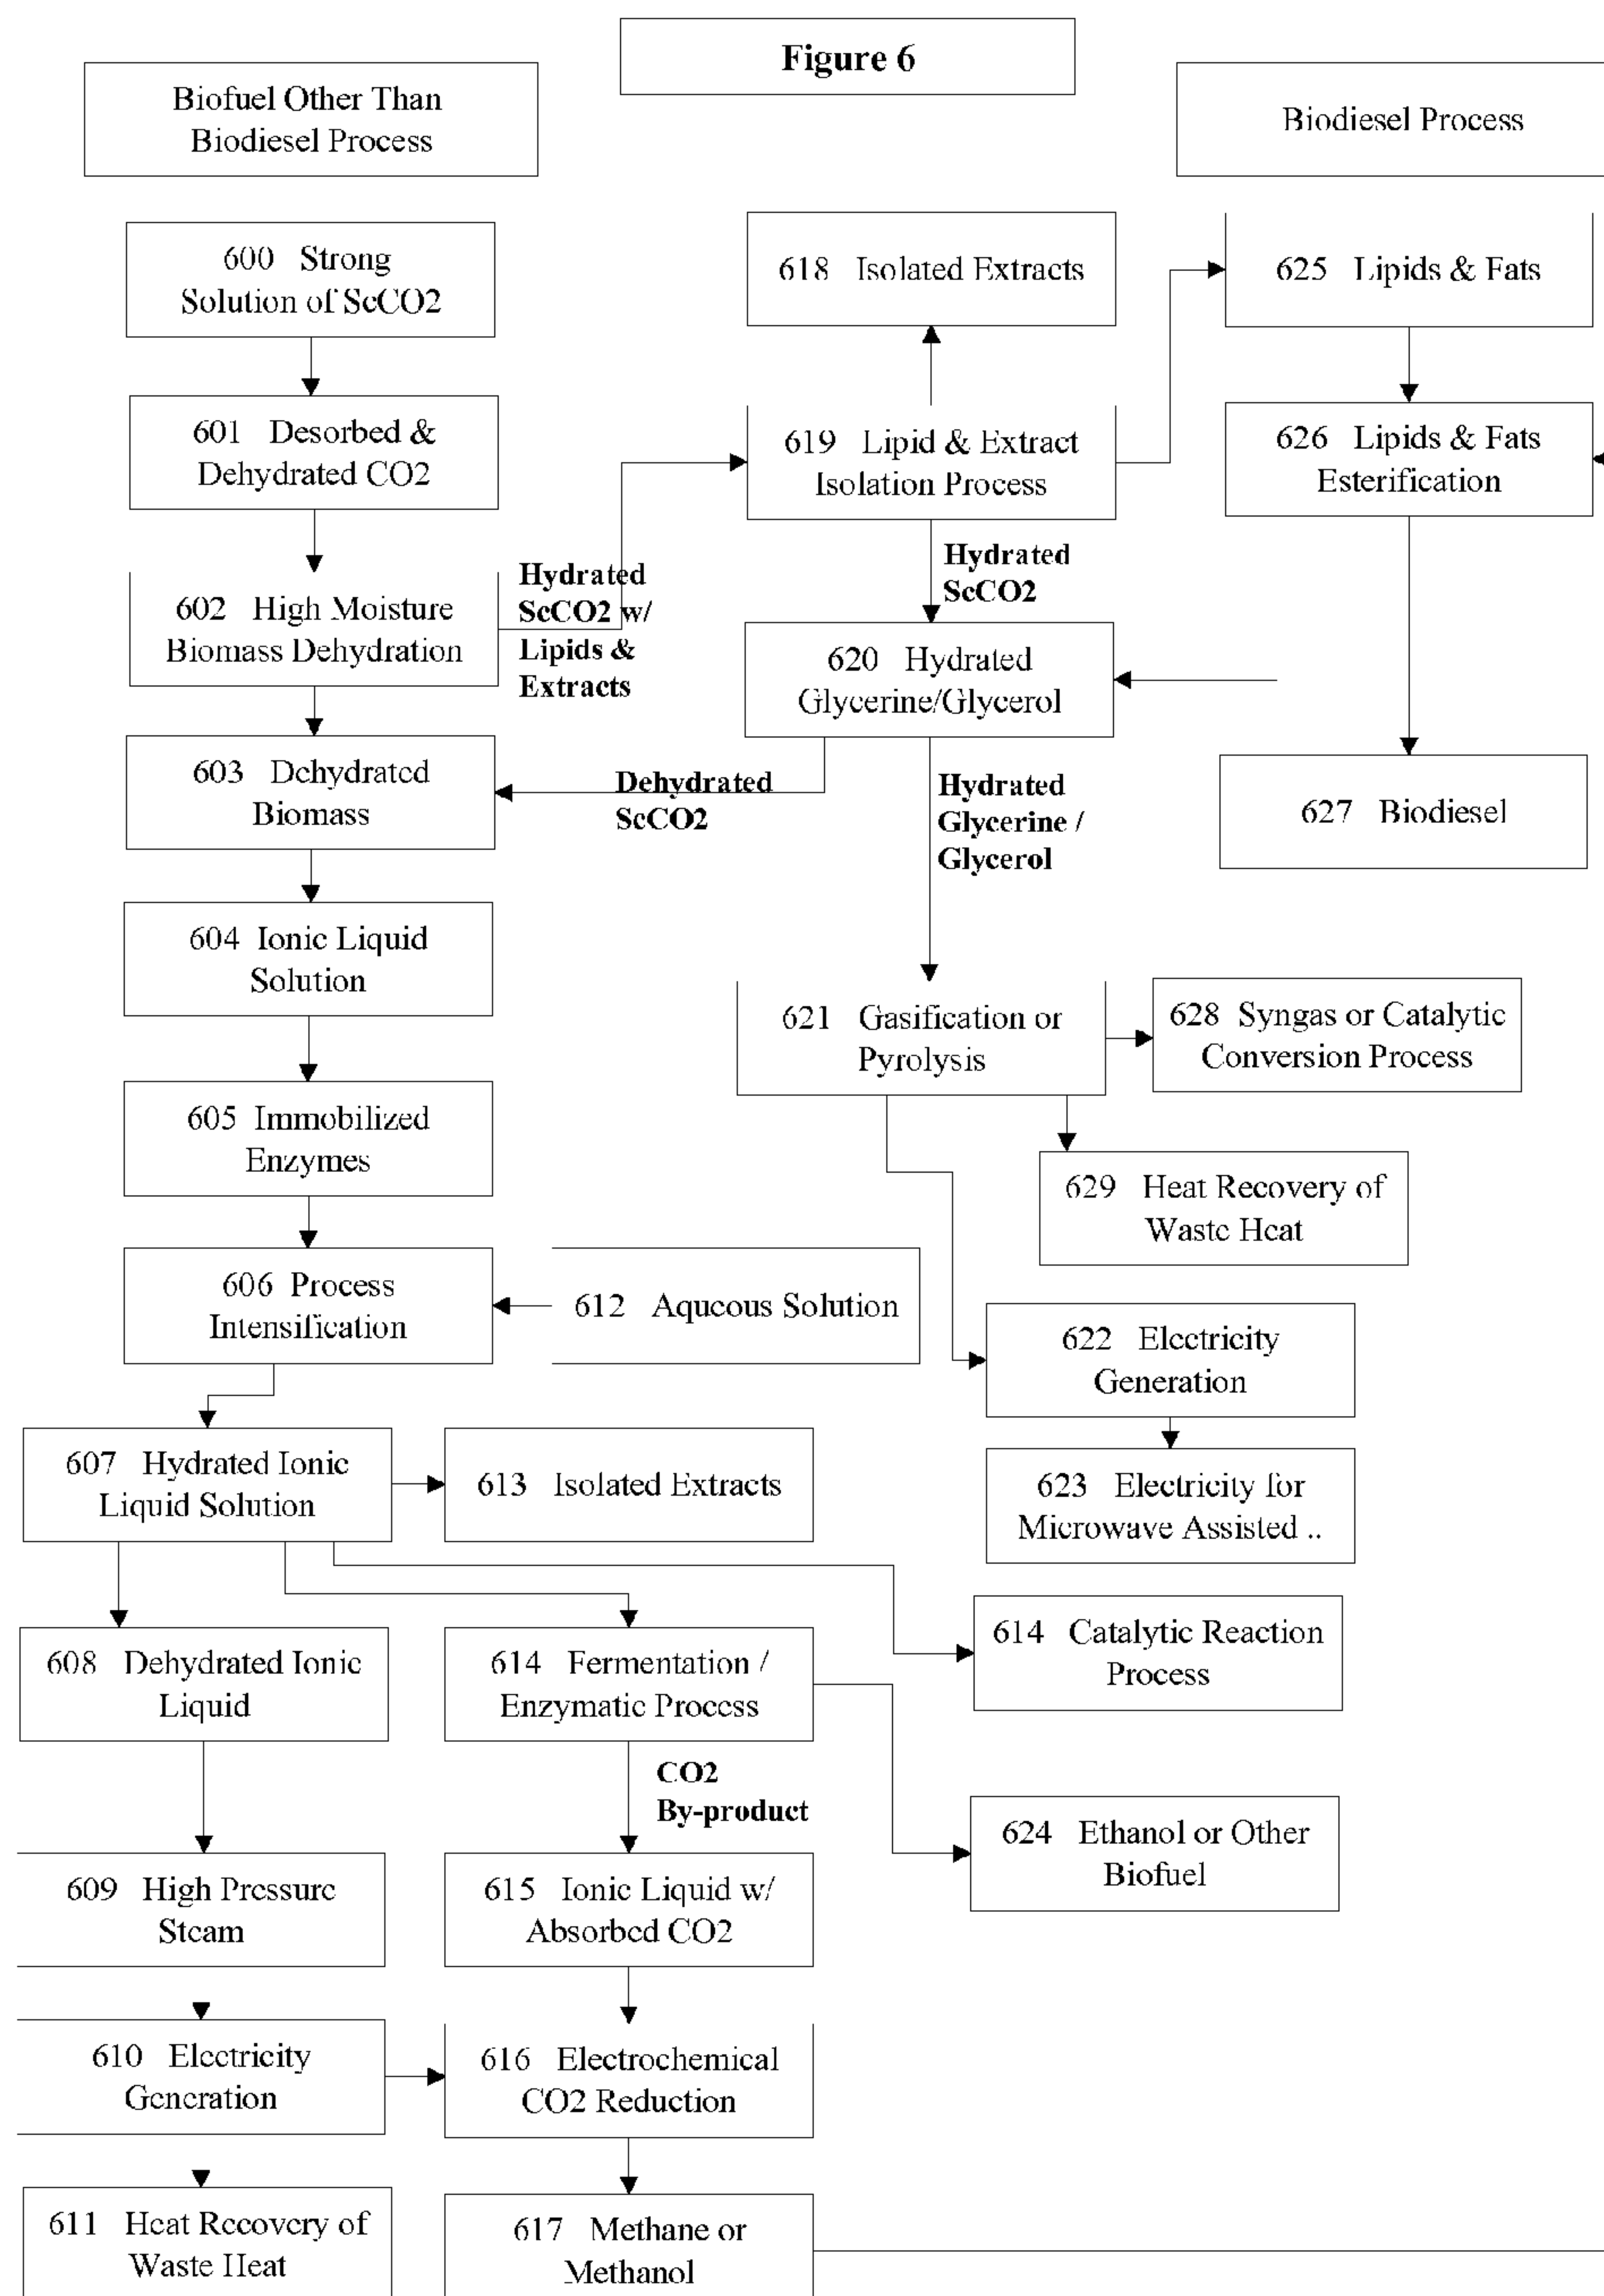 Figure 6
Biofuel Other Than
Biodiesel Process
Biodiesel Process
600 Strong
Solution of ScCO2
601 Desorbed &
Dehydrated CO2
602 High Moisture
Biomass Dehydration
Hydrated
ScCO2 w/
Lipids &
Extracts
603 Dehydrated
Biomass
604 Ionic Liquid
Solution
605 Immobilized
Enzymes
606 Process
Intensification
612 Aqueous Solution
607 Hydrated Ionic
Liquid Solution
613 Isolated Extracts
608 Dehydrated Ionic
Liquid
614 Fermentation /
Enzymatic Process
614 Catalytic Reaction
Process
CO2
By-product
609 High Pressure
Steam
615 Ionic Liquid w/
Absorbed CO2
624 Ethanol or Other
Biofuel
610 Electricity
Generation
616 Electrochemical
CO2 Reduction
611 Heat Recovery of
Waste Heat
617 Methane or
Methanol
618 Isolated Extracts
619 Lipid & Extract
Isolation Process
Hydrated
ScCO2
620 Hydrated
Glycerine/Glycerol
Dehydrated
ScCO2
Hydrated
Glycerine /
Glycerol
621 Gasification or
Pyrolysis
628 Syngas or Catalytic
Conversion Process
629 Heat Recovery of
Waste Heat
622 Electricity
Generation
623 Electricity for
Microwave Assisted ..
625 Lipids & Fats
626 Lipids & Fats
Esterification
627 Biodiesel